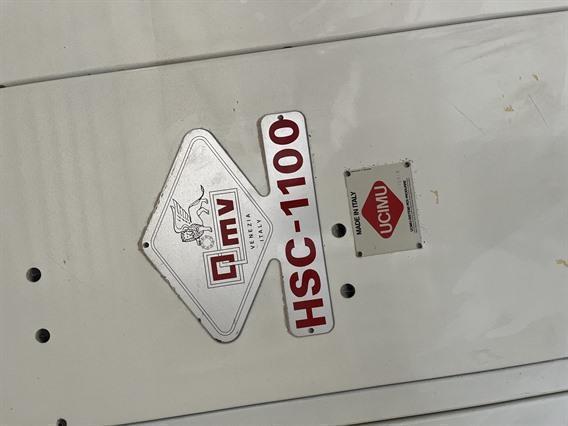 omv
VENEZIA
ITALY
HSC-1100
MADE IN ITALY
UCIMU